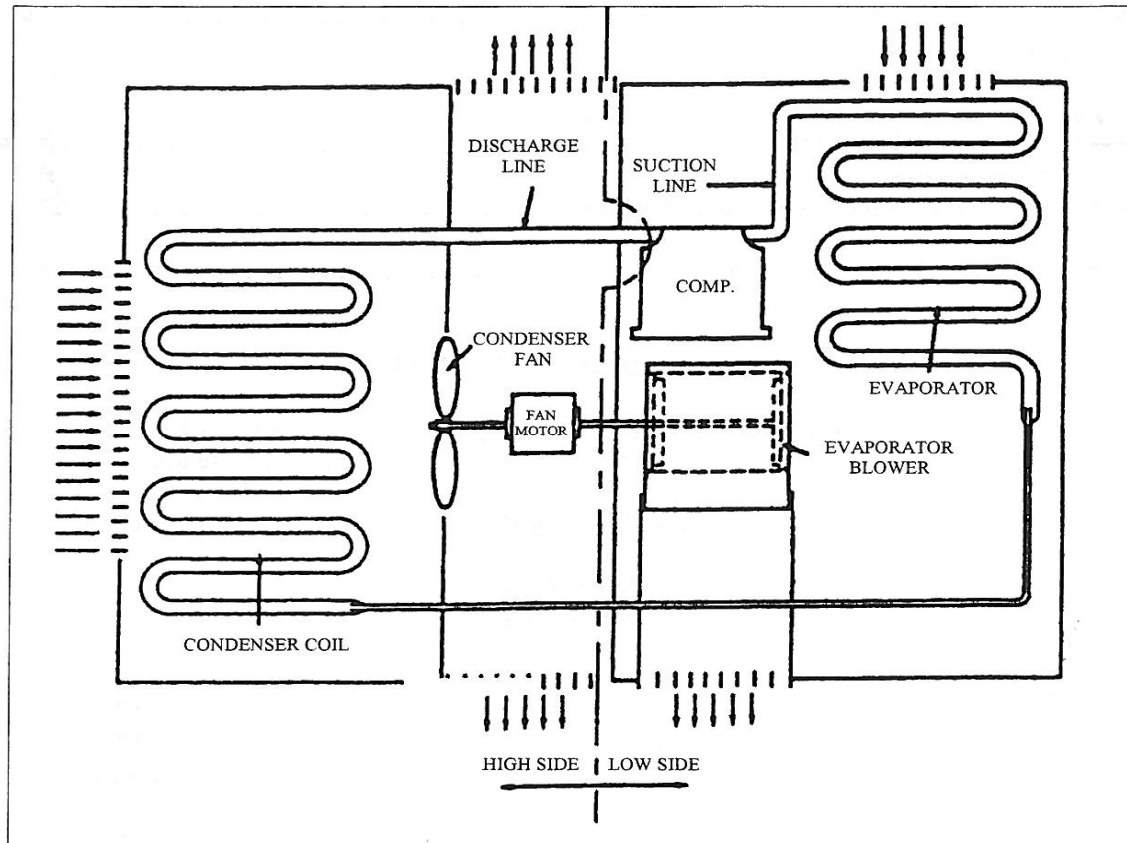 DISCHARGE
LINE
SUCTION
LINE
COMP.
CONDENSER
FAN
FAN
MOTOR
EVAPORATOR
EVAPORATOR
BLOWER
CONDENSER COIL
HIGH SIDE
LOW SIDE